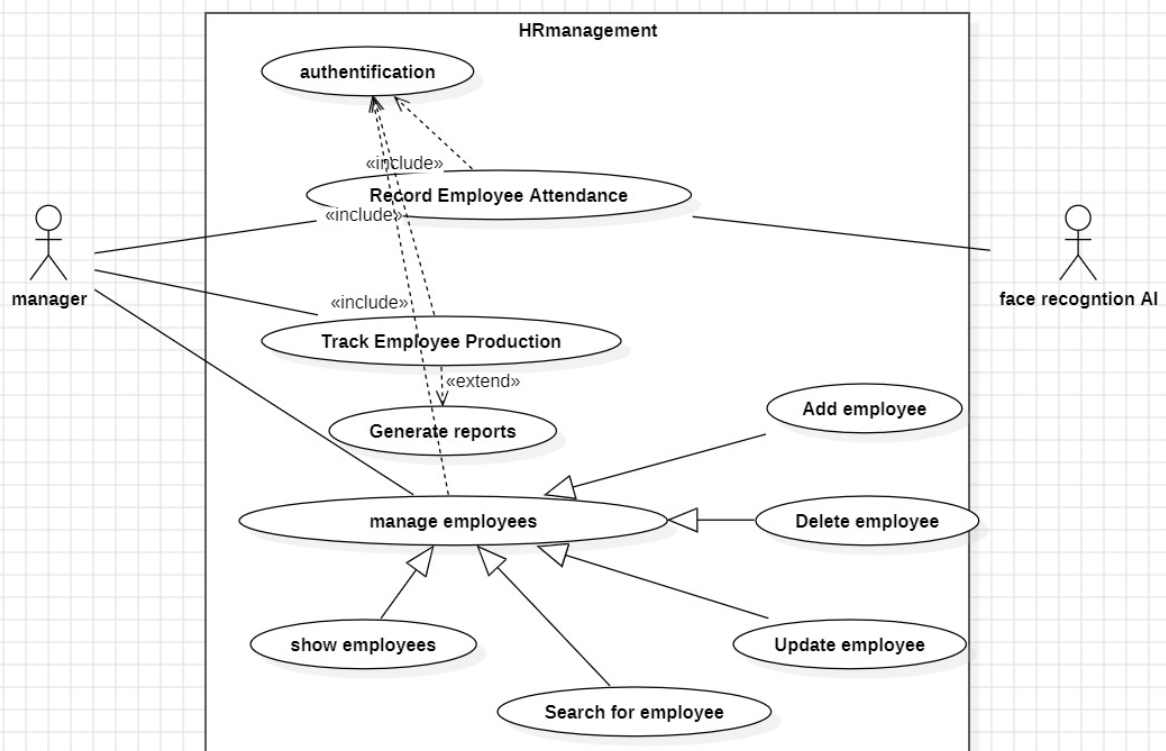 HRmanagement
authentification
«include»
Record Employee Attendance
«include»
manager
face recogntion AI
«include»
Track Employee Production
«extend»
Add employee
Generate reports
manage employees
Delete employee
show employees
Update employee
Search for employee